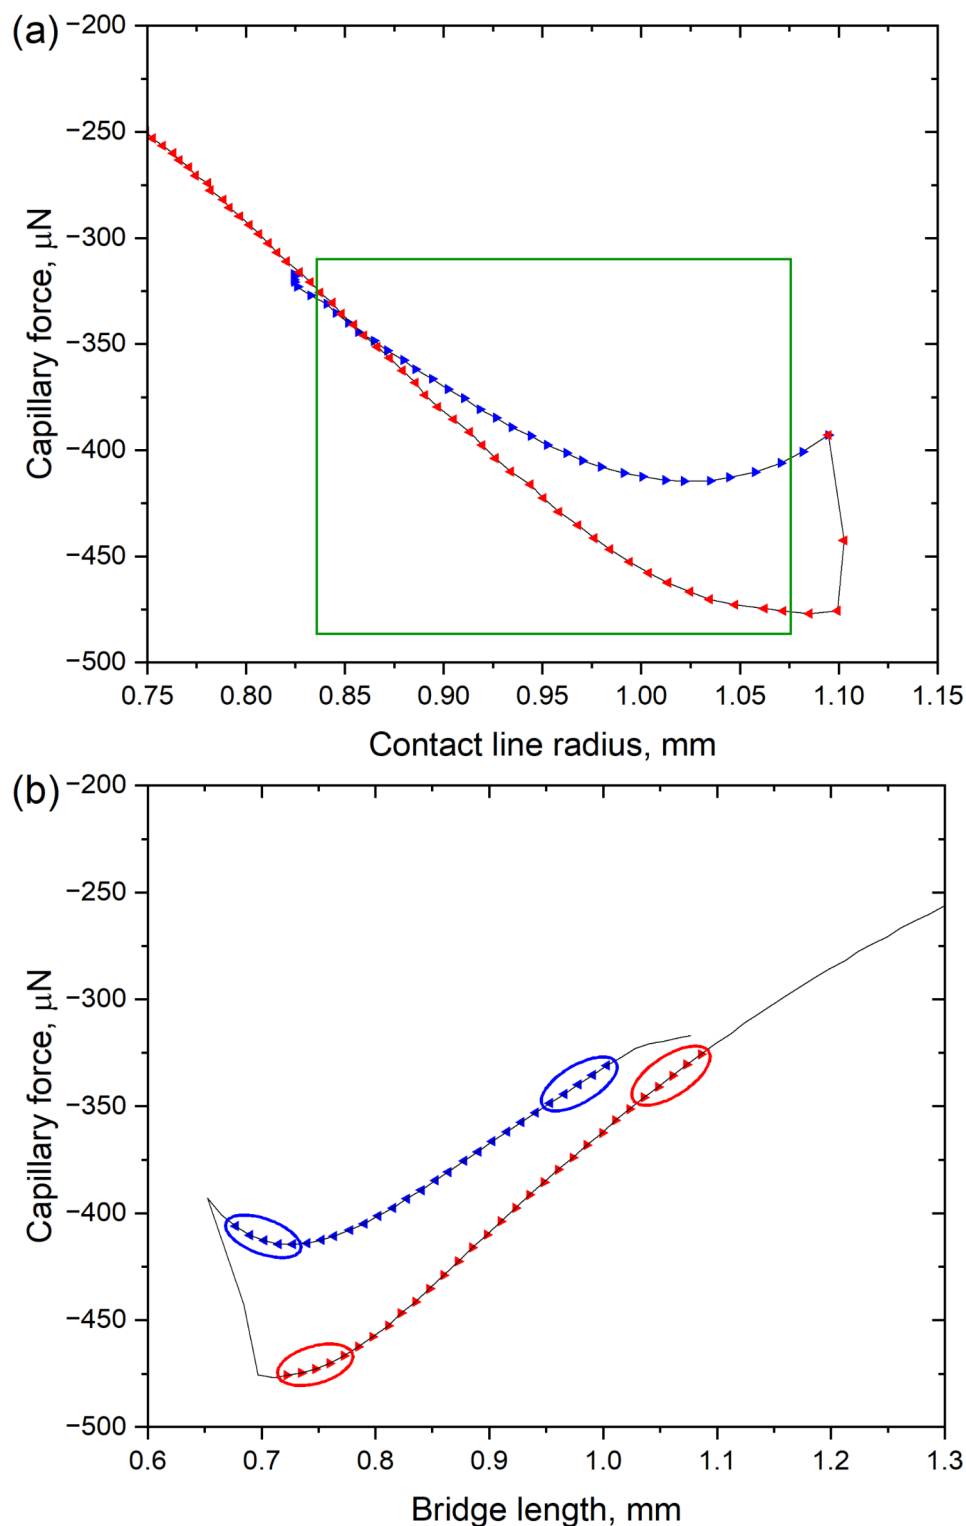 (a)
−200
−250
−300
−350
−400
−450
−500
Capillary force, μN
0.75 0.80 0.85 0.90 0.95 1.00 1.05 1.10 1.15
Contact line radius, mm
(b)
−200
−250
−300
−350
−400
−450
−500
Capillary force, μN
0.6 0.7 0.8 0.9 1.0 1.1 1.2 1.3
Bridge length, mm